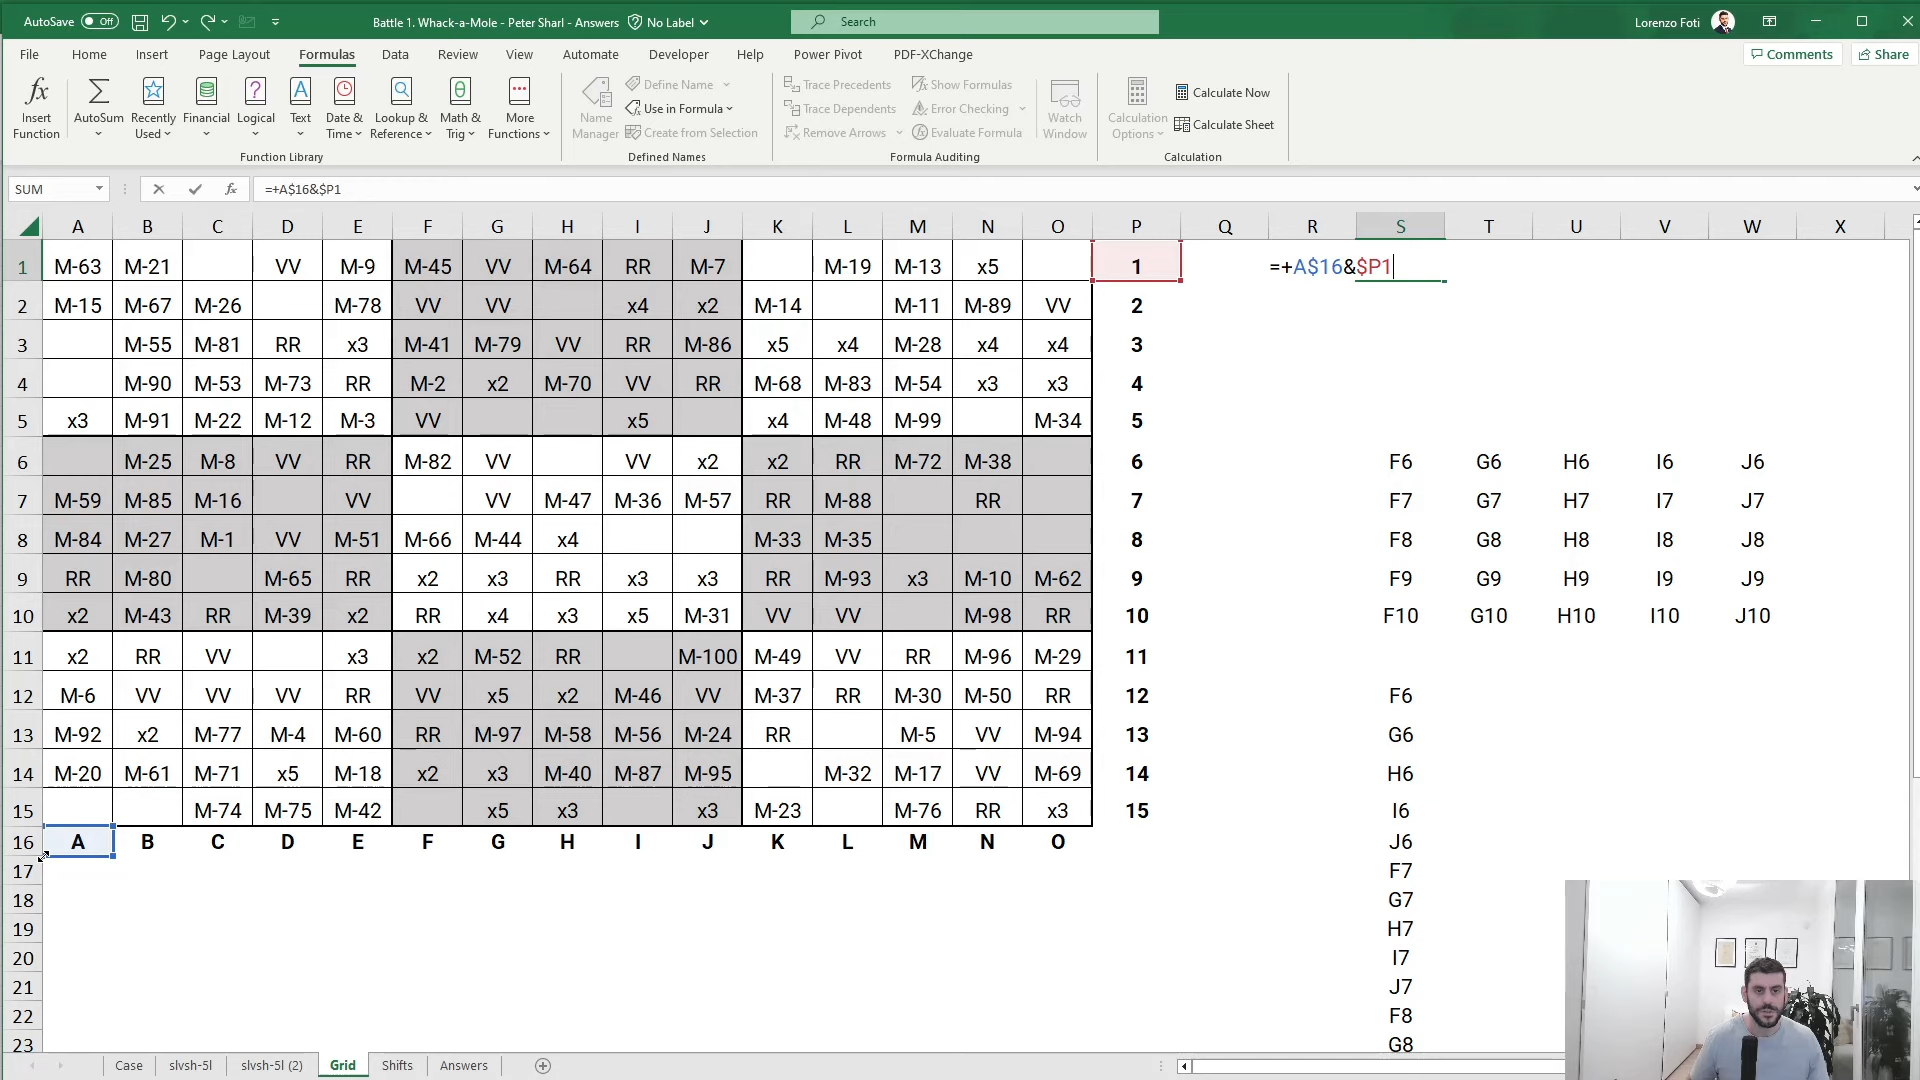 AutoSave Off Battle 1. Whack-a-Mole - Peter Sharl - Answers No Label Search Lorenzo Foti
File Home Insert Page Layout Formulas Data Review View Automate Developer Help Power Pivot PDF-XChange Comments Share
Insert Function AutoSum Recently Used Financial Logical Text Date & Time Lookup & Reference Math & Trig More Functions
Function Library
Name Manager Define Name Use in Formula Create from Selection
Defined Names
Trace Precedents Trace Dependents Remove Arrows Show Formulas Error Checking Evaluate Formula Watch Window
Formula Auditing
Calculation Options Calculate Now Calculate Sheet
Calculation
SUM fx =+A$16&$P1
A B C D E F G H I J K L M N O P Q R S T U V W X
1 M-63 M-21 VV M-9 M-45 VV M-64 RR M-7 M-19 M-13 x5 1 =+A$16&$P1
2 M-15 M-67 M-26 M-78 VV VV x4 x2 M-14 M-11 M-89 VV 2
3 M-55 M-81 RR x3 M-41 M-79 VV RR M-86 x5 x4 M-28 x4 x4 3
4 M-90 M-53 M-73 RR M-2 x2 M-70 VV RR M-68 M-83 M-54 x3 x3 4
5 x3 M-91 M-22 M-12 M-3 VV x5 x4 M-48 M-99 M-34 5
6 M-25 M-8 VV RR M-82 VV VV x2 x2 RR M-72 M-38 6 F6 G6 H6 I6 J6
7 M-59 M-85 M-16 VV VV M-47 M-36 M-57 RR M-88 RR 7 F7 G7 H7 I7 J7
8 M-84 M-27 M-1 VV M-51 M-66 M-44 x4 M-33 M-35 8 F8 G8 H8 I8 J8
9 RR M-80 M-65 RR x2 x3 RR x3 x3 RR M-93 x3 M-10 M-62 9 F9 G9 H9 I9 J9
10 x2 M-43 RR M-39 x2 RR x4 x3 x5 M-31 VV VV M-98 RR 10 F10 G10 H10 I10 J10
11 x2 RR VV x3 x2 M-52 RR M-100 M-49 VV RR M-96 M-29 11
12 M-6 VV VV VV RR VV x5 x2 M-46 VV M-37 RR M-30 M-50 RR 12 F6
13 M-92 x2 M-77 M-4 M-60 RR M-97 M-58 M-56 M-24 RR M-5 VV M-94 13 G6
14 M-20 M-61 M-71 x5 M-18 x2 x3 M-40 M-87 M-95 M-32 M-17 VV M-69 14 H6
15 M-74 M-75 M-42 x5 x3 x3 M-23 M-76 RR x3 15 I6
16 A B C D E F G H I J K L M N O J6
17 F7
18 G7
19 H7
20 I7
21 J7
22 F8
23 G8
Case slvsh-5l slvsh-5l (2) Grid Shifts Answers